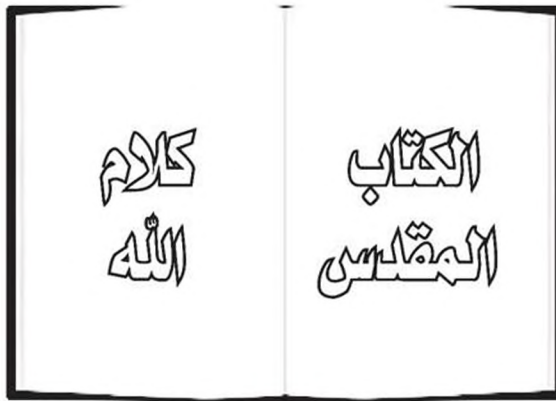 الكتاب
المقدس
كلام
الله